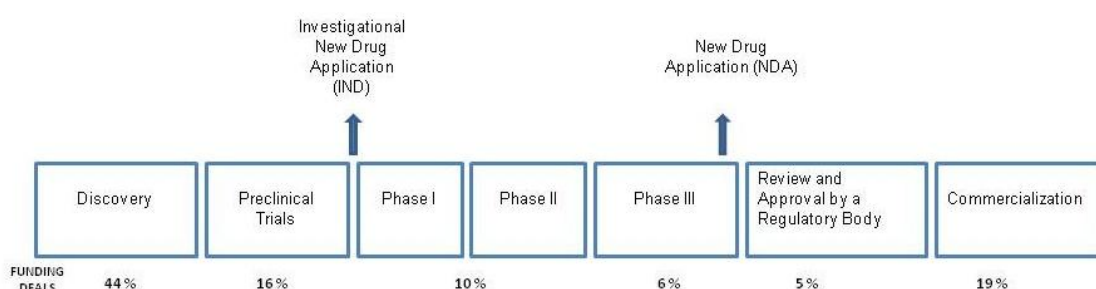 Investigational
New Drug
Application
(IND)
New Drug
Application (NDA)
Discovery
Preclinical
Trials
Phase I
Phase II
Phase III
Review and
Approval by a
Regulatory Body
Commercialization
FUNDING
DEALS
44%
16%
10%
6%
5%
19%